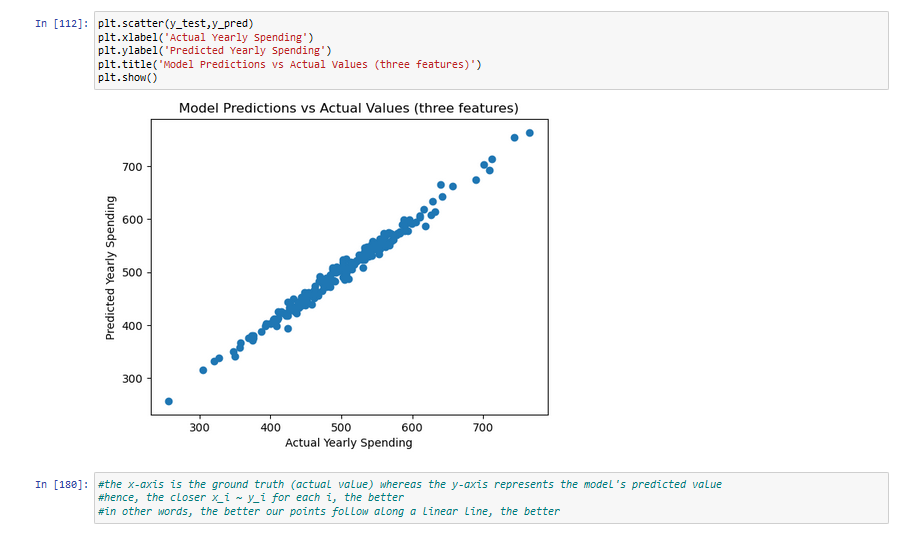 In [112]: plt.scatter(y_test,y_pred)
plt.xlabel('Actual Yearly Spending')
plt.ylabel('Predicted Yearly Spending')
plt.title('Model Predictions vs Actual Values (three features)')
plt.show()
Model Predictions vs Actual Values (three features)
Predicted Yearly Spending
700
600
500
400
300
300 400 500 600 700
Actual Yearly Spending
In [180]: #the x-axis is the ground truth (actual value) whereas the y-axis represents the model's predicted value
#hence, the closer x_i ~ y_i for each i, the better
#in other words, the better our points follow along a linear line, the better